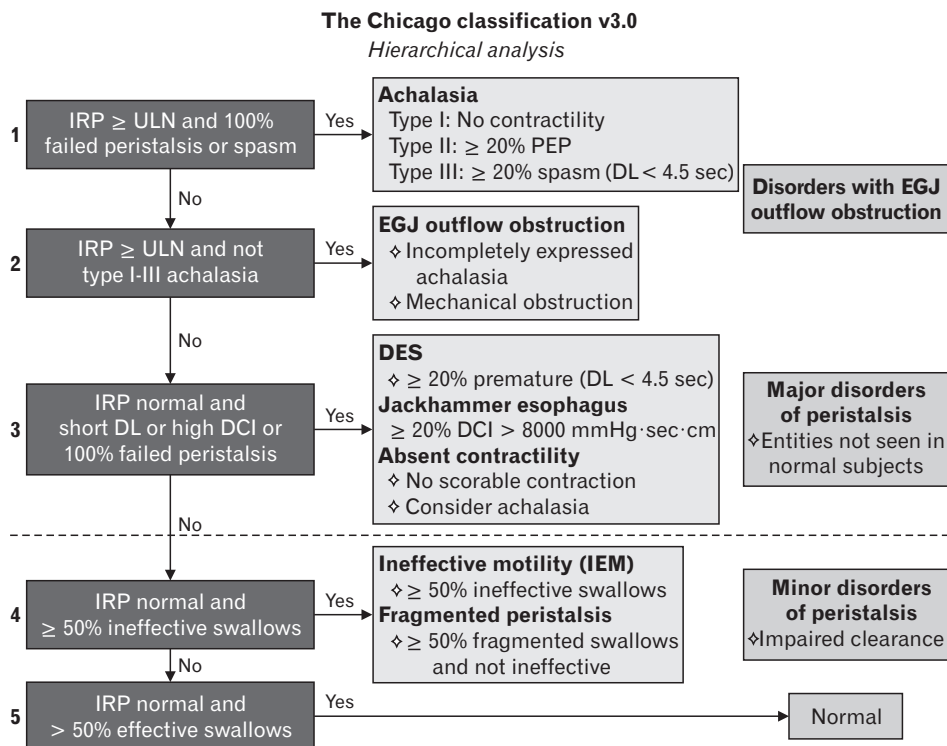 The Chicago classification v3.0
Hierarchical analysis
1
IRP ≥ ULN and 100%
failed peristalsis or spasm
Yes
Achalasia
Type I: No contractility
Type II: ≥ 20% PEP
Type III: ≥ 20% spasm (DL < 4.5 sec)
Disorders with EGJ
outflow obstruction
No
2
IRP ≥ ULN and not
type I-III achalasia
Yes
EGJ outflow obstruction
✧ Incompletely expressed
achalasia
✧ Mechanical obstruction
No
3
IRP normal and
short DL or high DCI or
100% failed peristalsis
Yes
DES
✧ ≥ 20% premature (DL < 4.5 sec)
Jackhammer esophagus
≥ 20% DCI > 8000 mmHg·sec·cm
Absent contractility
✧ No scorable contraction
✧ Consider achalasia
Major disorders
of peristalsis
✧Entities not seen in
normal subjects
No
4
IRP normal and
≥ 50% ineffective swallows
Yes
Ineffective motility (IEM)
✧ ≥ 50% ineffective swallows
Fragmented peristalsis
✧ ≥ 50% fragmented swallows
and not ineffective
Minor disorders
of peristalsis
✧Impaired clearance
No
5
IRP normal and
> 50% effective swallows
Yes
Normal